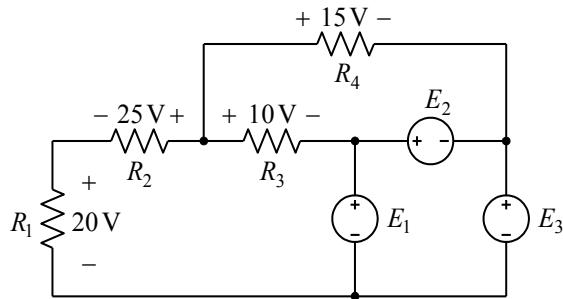 + 15 V −
R4
− 25 V + + 10 V −
E2
+ -
R2 R3
+
R1 20 V
−
+
-
E1
+
-
E3